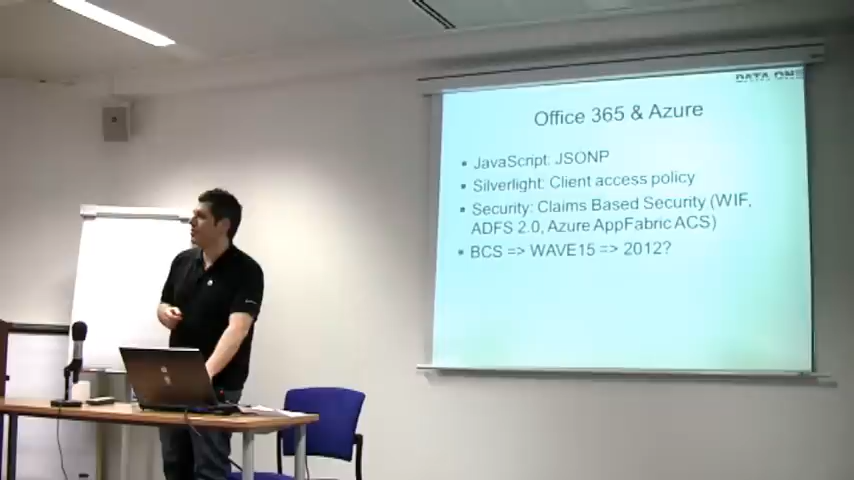 DATA ONE
Office 365 & Azure
• JavaScript: JSONP
• Silverlight: Client access policy
• Security: Claims Based Security (WIF,
ADFS 2.0, Azure AppFabric ACS)
• BCS => WAVE15 => 2012?